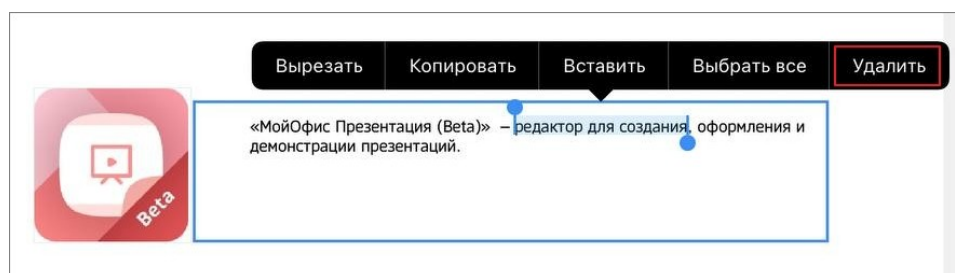 Вырезать Копировать Вставить Выбрать все Удалить
«МойОфис Презентация (Beta)» – редактор для создания, оформления и
демонстрации презентаций.
Beta